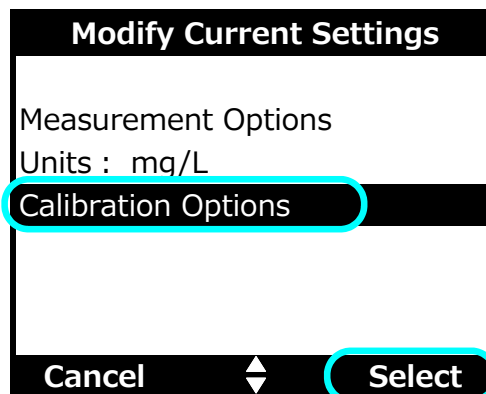 Modify Current Settings
Measurement Options
Units : mg/L
Calibration Options
Cancel Select